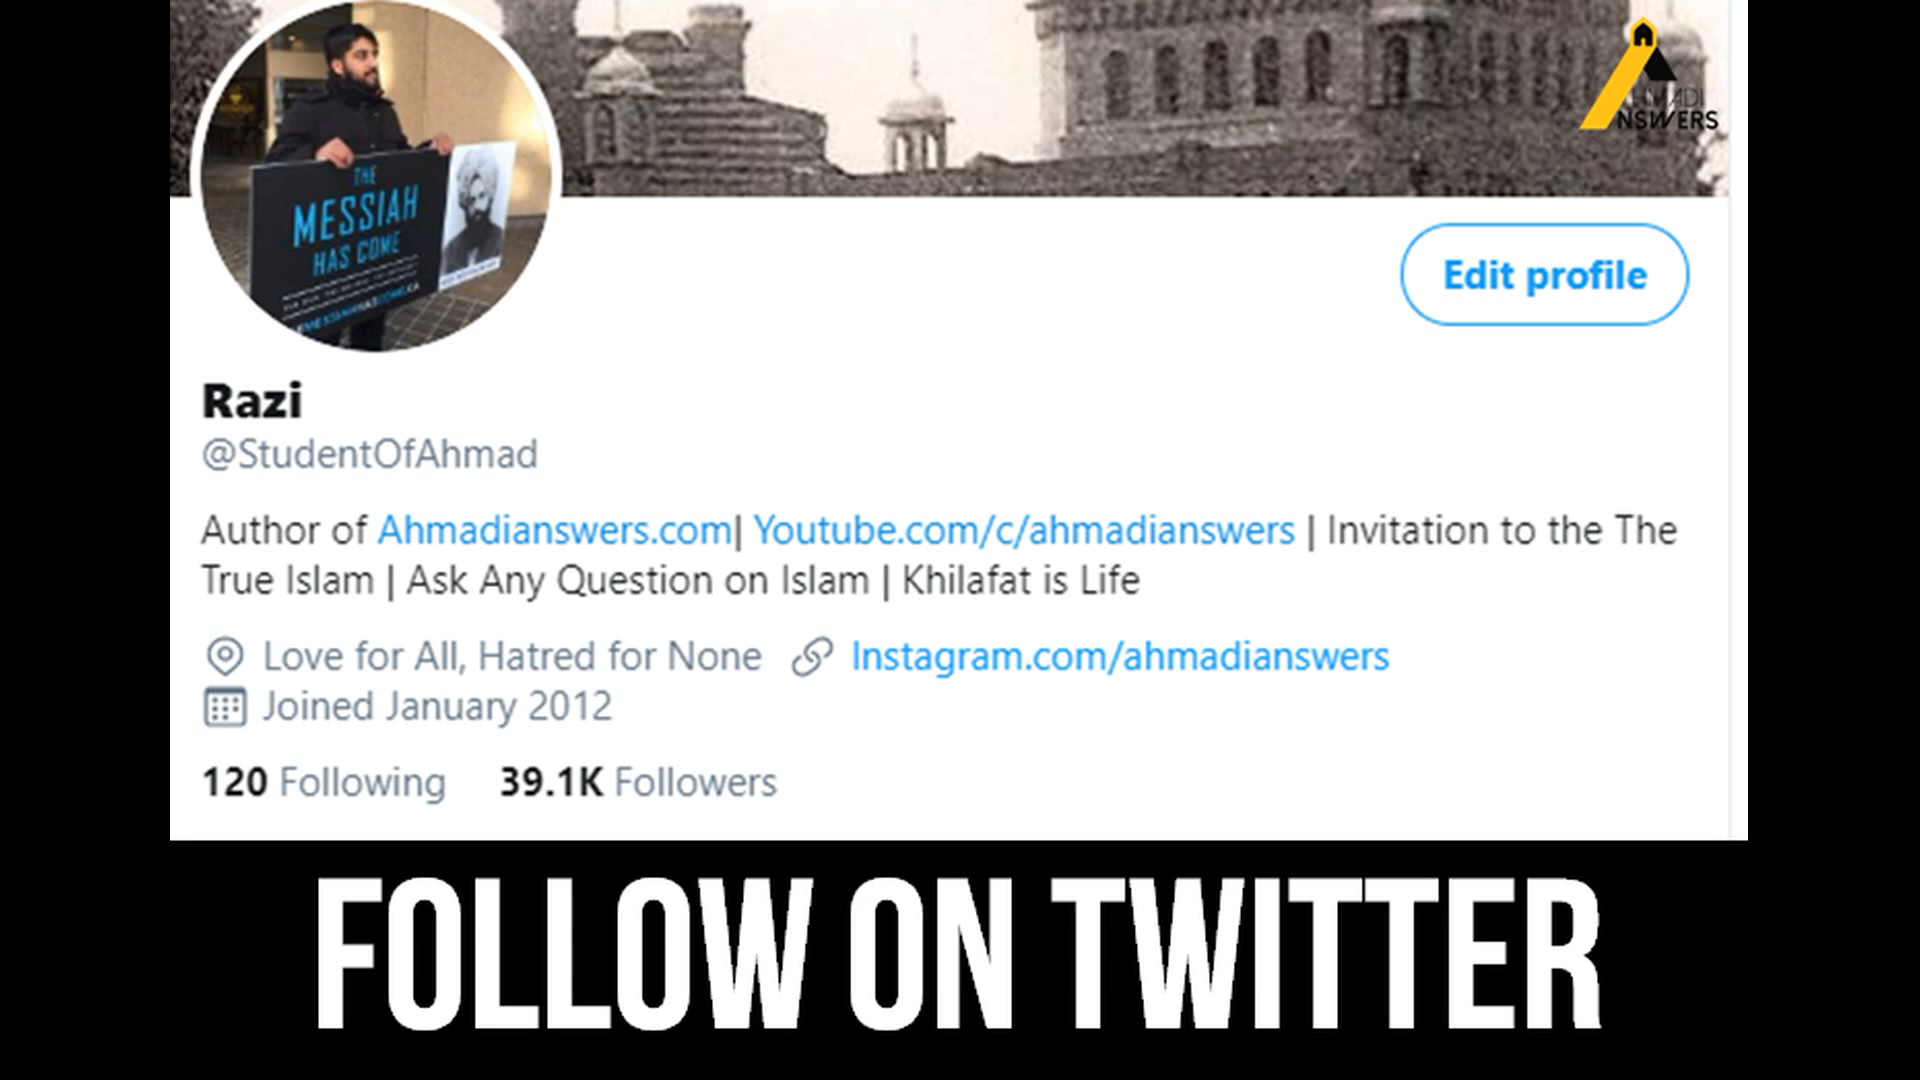 AHMADI
NSWERS
THE
MESSIAH
HAS COME
Edit profile
Razi
@StudentOfAhmad
Author of Ahmadianswers.com| Youtube.com/c/ahmadianswers | Invitation to the The
True Islam | Ask Any Question on Islam | Khilafat is Life
Love for All, Hatred for None Instagram.com/ahmadianswers
Joined January 2012
120 Following 39.1K Followers
FOLLOW ON TWITTER